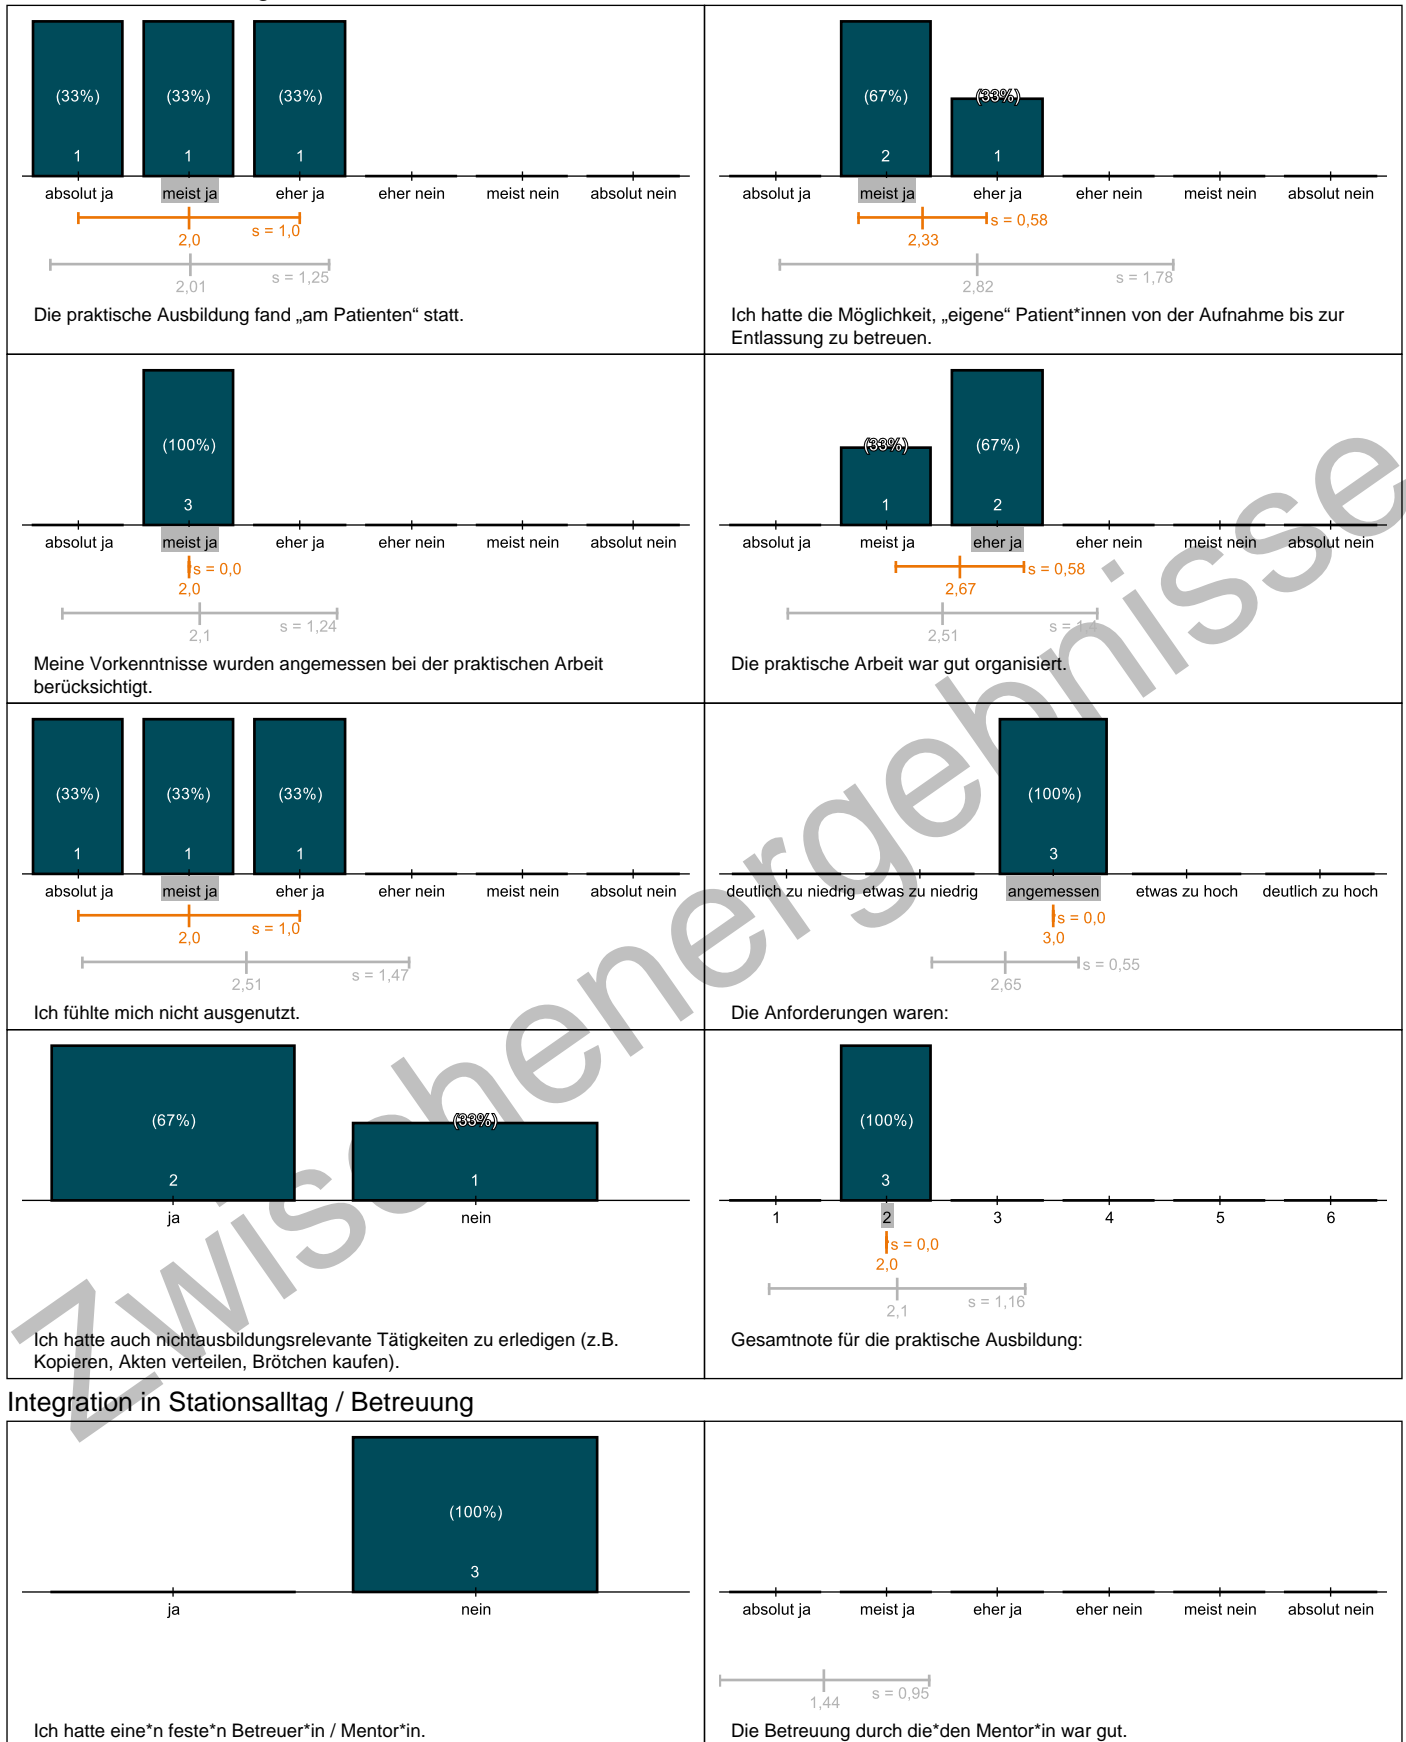 (33%) (33%) (33%)
1 1 1
absolut ja meist ja eher ja eher nein meist nein absolut nein
2,0 s = 1,0
2,01 s = 1,25
Die praktische Ausbildung fand „am Patienten“ statt.
(67%) (33%)
2 1
absolut ja meist ja eher ja eher nein meist nein absolut nein
s = 0,58
2,33
2,82 s = 1,78
Ich hatte die Möglichkeit, „eigene“ Patient*innen von der Aufnahme bis zur
Entlassung zu betreuen.
(100%)
3
absolut ja meist ja eher ja eher nein meist nein absolut nein
s = 0,0
2,0
2,1 s = 1,24
Meine Vorkenntnisse wurden angemessen bei der praktischen Arbeit
berücksichtigt.
(33%) (67%)
1 2
absolut ja meist ja eher ja eher nein meist nein absolut nein
s = 0,58
2,67
2,51 s = 1,4
Die praktische Arbeit war gut organisiert.
(33%) (33%) (33%)
1 1 1
absolut ja meist ja eher ja eher nein meist nein absolut nein
2,0 s = 1,0
2,51 s = 1,47
Ich fühlte mich nicht ausgenutzt.
(100%)
3
deutlich zu niedrig etwas zu niedrig angemessen etwas zu hoch deutlich zu hoch
s = 0,0
3,0
2,65 s = 0,55
Die Anforderungen waren:
(67%) (33%)
2 1
ja nein
Ich hatte auch nichtausbildungsrelevante Tätigkeiten zu erledigen (z.B.
Kopieren, Akten verteilen, Brötchen kaufen).
(100%)
3
1 2 3 4 5 6
s = 0,0
2,0
2,1 s = 1,16
Gesamtnote für die praktische Ausbildung:
Integration in Stationsalltag / Betreuung
(100%)
3
ja nein
Ich hatte eine*n feste*n Betreuer*in / Mentor*in.
absolut ja meist ja eher ja eher nein meist nein absolut nein
1,44 s = 0,95
Die Betreuung durch die*den Mentor*in war gut.
Zwischenergebnisse